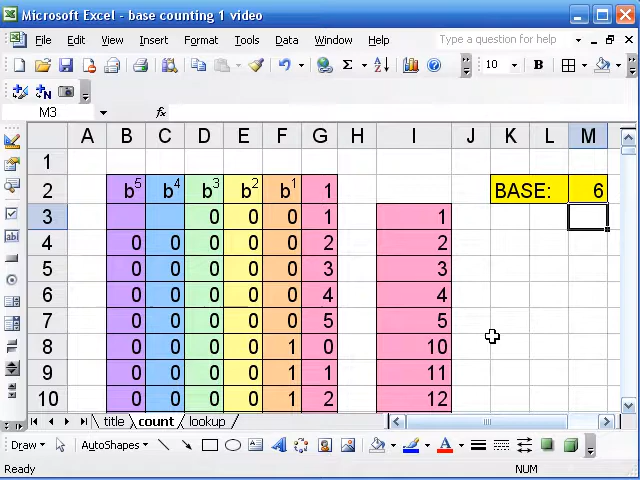 Microsoft Excel - base counting 1 video
File Edit View Insert Format Tools Data Window Help Type a question for help
10 B
M3 fx
A B C D E F G H I J K L M
1
2 b5 b4 b3 b2 b1 1 BASE: 6
3 0 0 0 1 1
4 0 0 0 0 0 2 2
5 0 0 0 0 0 3 3
6 0 0 0 0 0 4 4
7 0 0 0 0 0 5 5
8 0 0 0 0 1 0 10
9 0 0 0 0 1 1 11
10 0 0 0 0 1 2 12
title count lookup
Draw AutoShapes A A
Ready NUM